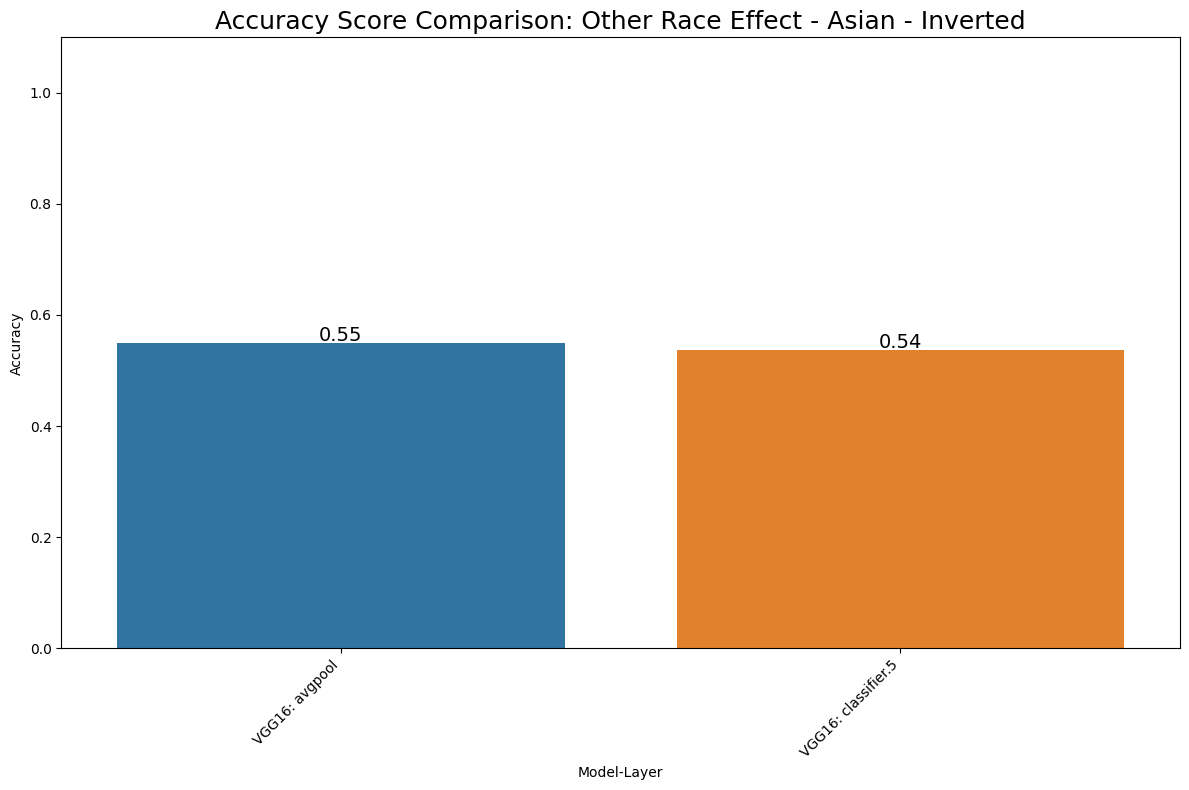 Accuracy Score Comparison: Other Race Effect - Asian - Inverted
Accuracy
1.0
0.8
0.6
0.4
0.2
0.0
0.55
0.54
VGG16: avgpool
VGG16: classifier.5
Model-Layer